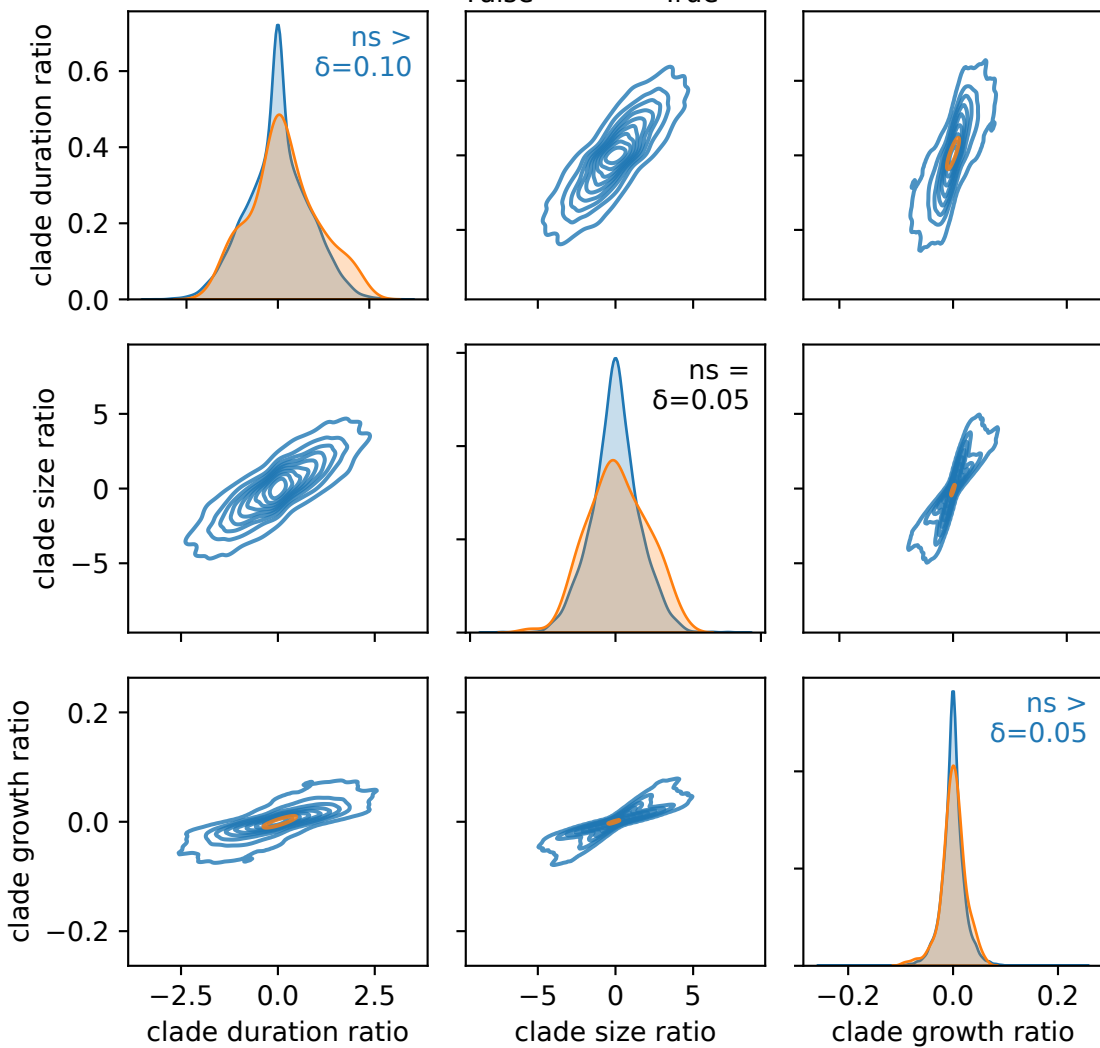 clade duration ratio
0.6
0.4
0.2
0.0
ns >
δ=0.10
clade size ratio
5
0
−5
ns =
δ=0.05
clade growth ratio
0.2
0.0
−0.2
ns >
δ=0.05
−2.5 0.0 2.5
−5 0 5
−0.2 0.0 0.2
clade duration ratio
clade size ratio
clade growth ratio